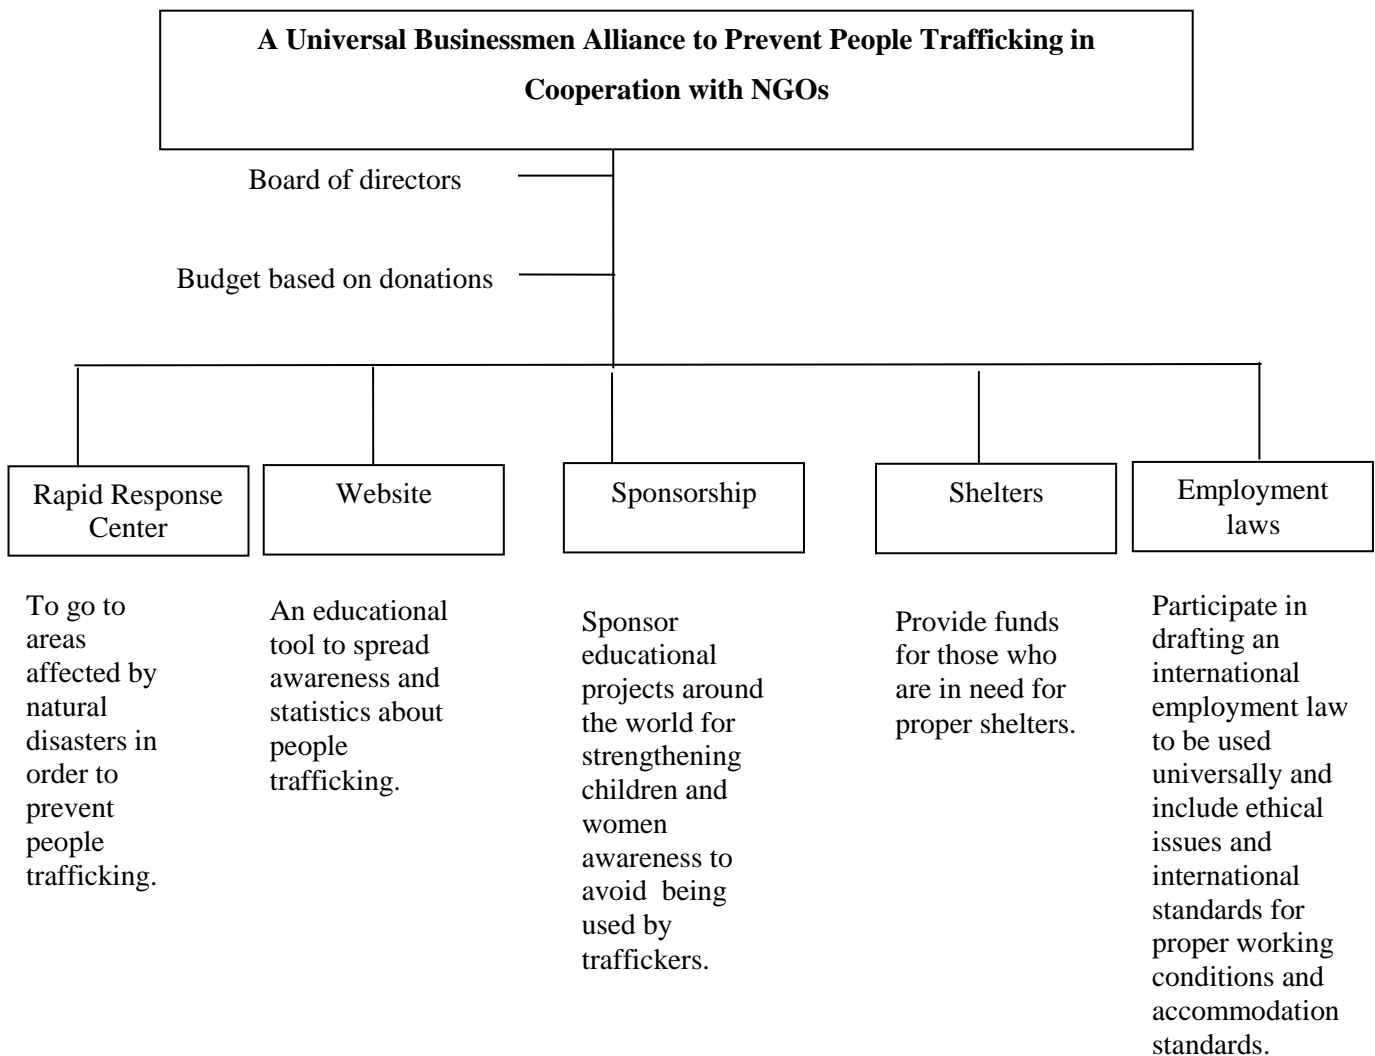 A Universal Businessmen Alliance to Prevent People Trafficking in
Cooperation with NGOs
Board of directors
Budget based on donations
Rapid Response
Center
Website
Sponsorship
Shelters
Employment
laws
To go to
areas
affected by
natural
disasters in
order to
prevent
people
trafficking.
An educational
tool to spread
awareness and
statistics about
people
trafficking.
Sponsor
educational
projects around
the world for
strengthening
children and
women
awareness to
avoid  being
used by
traffickers.
Provide funds
for those who
are in need for
proper shelters.
Participate in
drafting an
international
employment law
to be used
universally and
include ethical
issues and
international
standards for
proper working
conditions and
accommodation
standards.